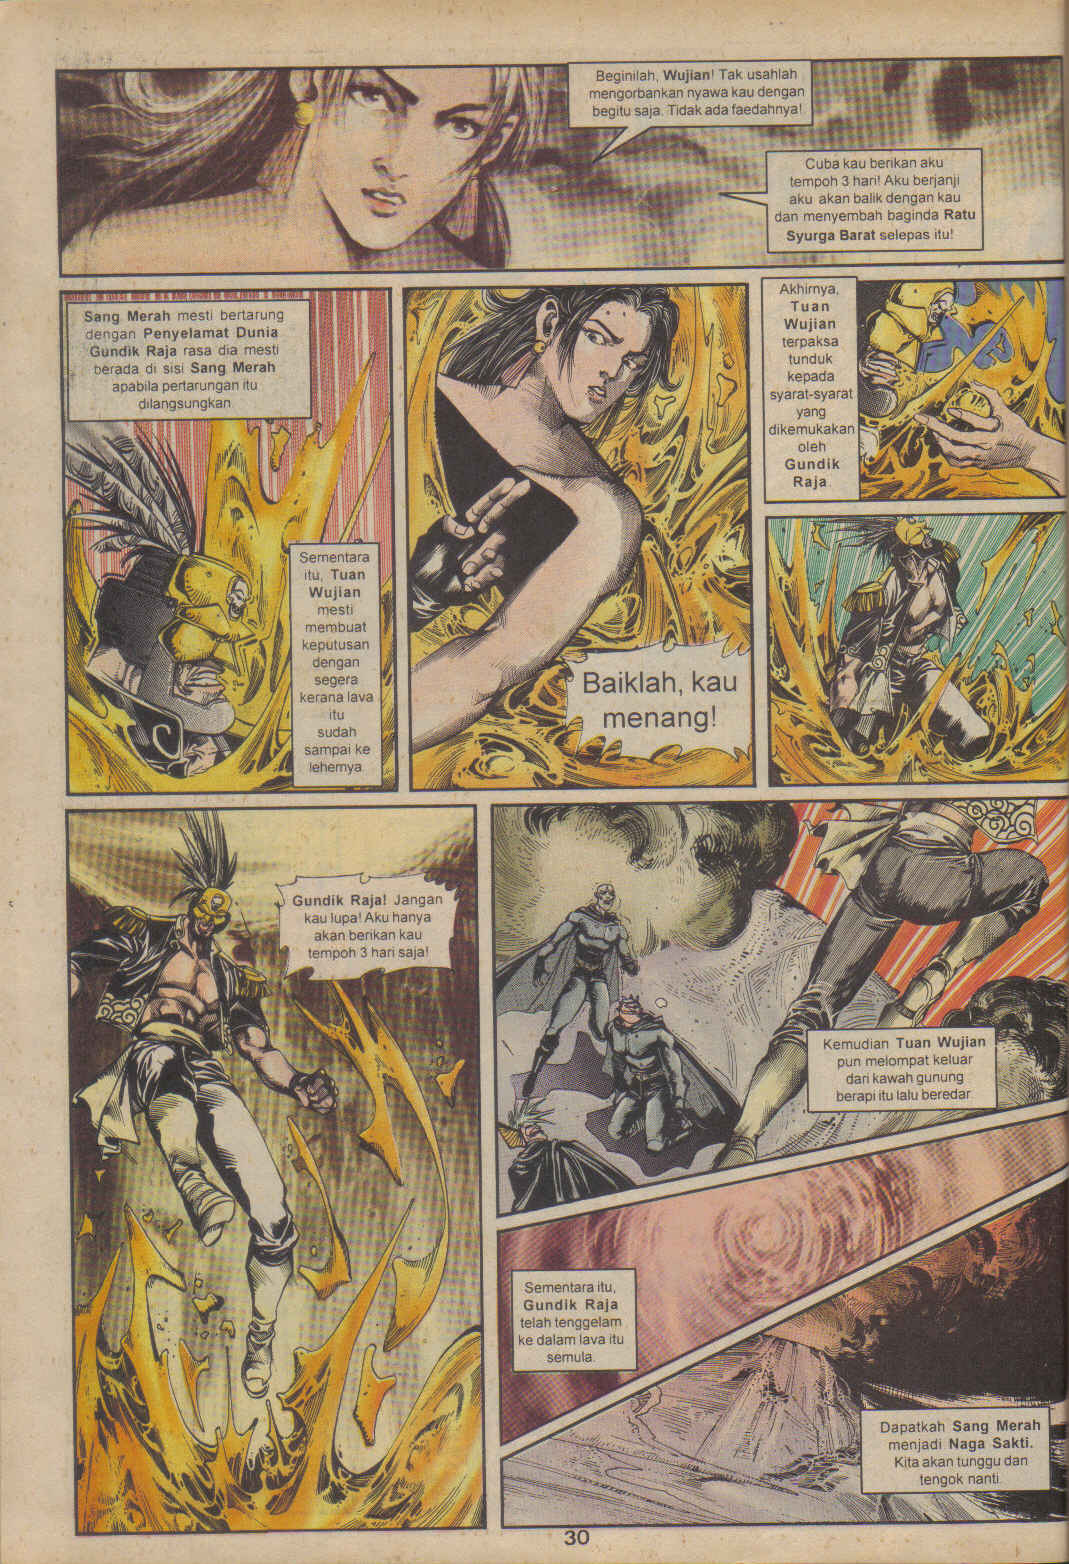 Beginilah, Wujian! Tak usahlah
mengorbankan nyawa kau dengan
begitu saja. Tidak ada faedahnya!
Cuba kau berikan aku
tempoh 3 hari! Aku berjanji
aku akan balik dengan kau
dan menyembah baginda Ratu
Syurga Barat selepas itu!
Sang Merah mesti bertarung
dengan Penyelamat Dunia
Gundik Raja rasa dia mesti
berada di sisi Sang Merah
apabila pertarungan itu
dilangsungkan.
Sementara
itu, Tuan
Wujian
mesti
membuat
keputusan
dengan
segera
kerana lava
itu
sudah
sampai ke
lehernya.
Baiklah, kau
menang!
Akhirnya,
Tuan
Wujian
terpaksa
tunduk
kepada
syarat-syarat
yang
dikemukakan
oleh
Gundik
Raja.
Gundik Raja! Jangan
kau lupa! Aku hanya
akan berikan kau
tempoh 3 hari saja!
Kemudian Tuan Wujian
pun melompat keluar
dari kawah gunung
berapi itu lalu beredar.
Sementara itu,
Gundik Raja
telah tenggelam
ke dalam lava itu
semula.
Dapatkah Sang Merah
menjadi Naga Sakti.
Kita akan tunggu dan
tengok nanti.
30